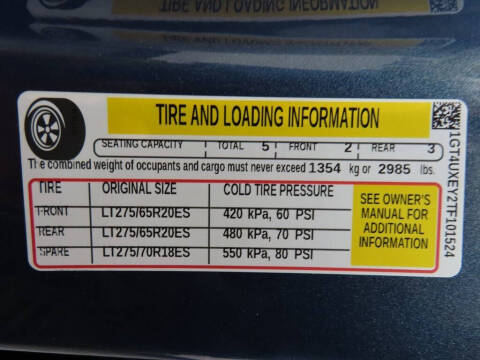 TIRE AND LOADING INFORMATION
SEATING CAPACITY TOTAL 5 FRONT 2 REAR 3
The combined weight of occupants and cargo must never exceed 1354 kg or 2985 lbs.
TIRE ORIGINAL SIZE COLD TIRE PRESSURE
FRONT LT275/65R20ES 420 kPa, 60 PSI
REAR LT275/65R20ES 480 kPa, 70 PSI
SPARE LT275/70R18ES 550 kPa, 80 PSI
SEE OWNER'S
MANUAL FOR
ADDITIONAL
INFORMATION
1GT4UXEY2TF101524